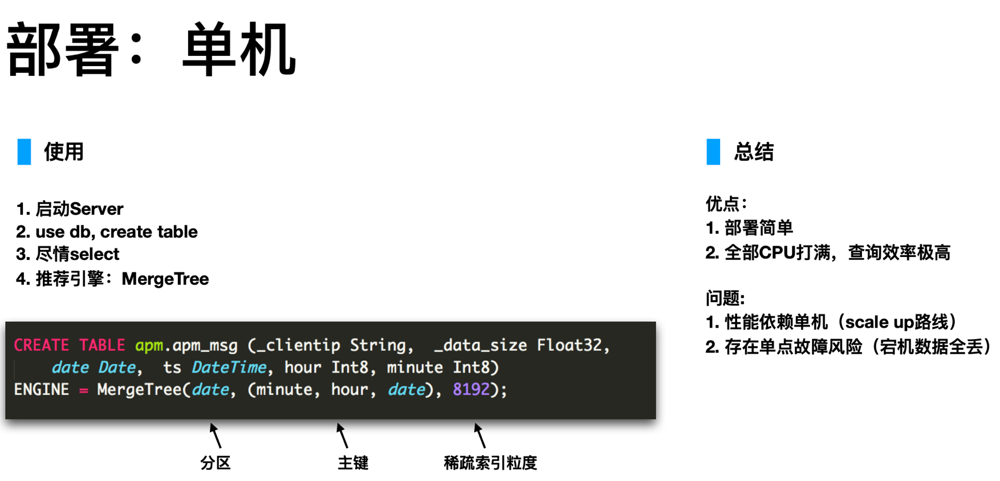 部署：单机
使用
1. 启动Server
2. use db, create table
3. 尽情select
4. 推荐引擎：MergeTree
CREATE TABLE apm.apm_msg (_clientip String, _data_size Float32,
date Date, ts DateTime, hour Int8, minute Int8)
ENGINE = MergeTree(date, (minute, hour, date), 8192);
分区
主键
稀疏索引粒度
总结
优点：
1. 部署简单
2. 全部CPU打满，查询效率极高
问题:
1. 性能依赖单机（scale up路线）
2. 存在单点故障风险（宕机数据全丢）